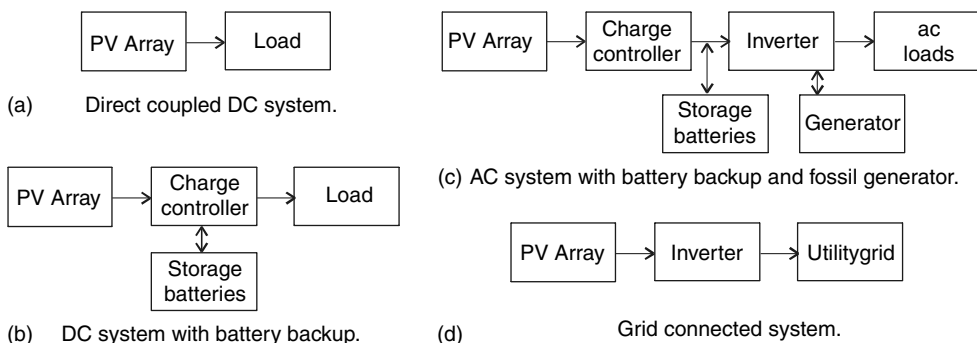 PV Array
Load
(a) Direct coupled DC system.
PV Array
Charge
controller
Load
Storage
batteries
(b) DC system with battery backup.
PV Array
Charge
controller
Inverter
ac
loads
Storage
batteries
Generator
(c) AC system with battery backup and fossil generator.
PV Array
Inverter
Utilitygrid
(d) Grid connected system.